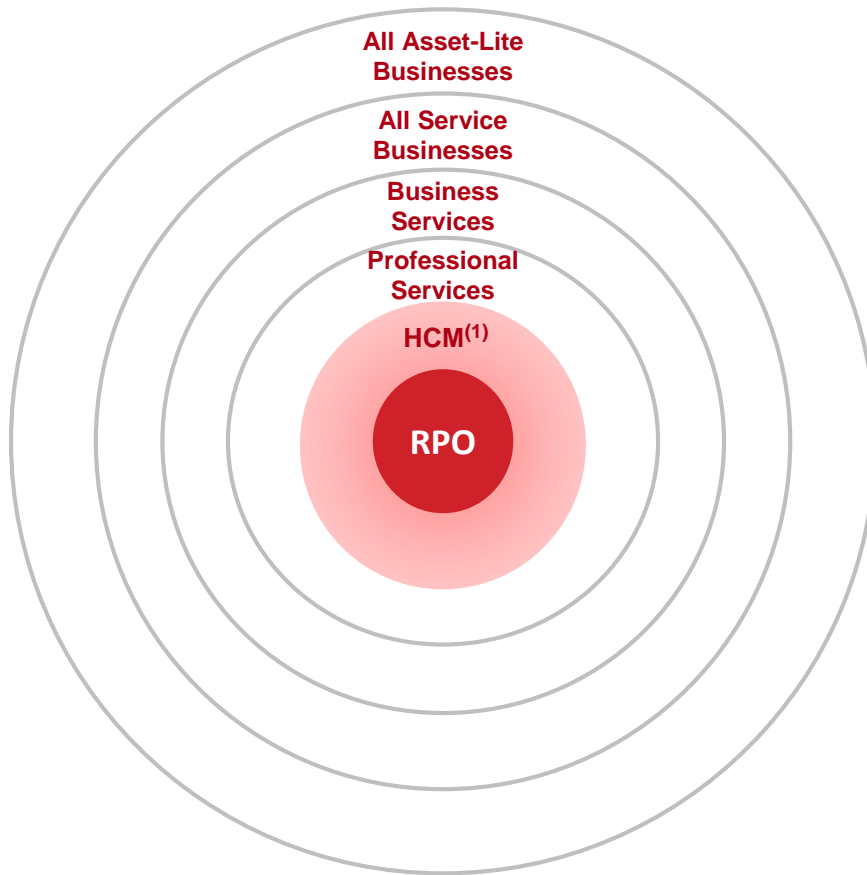 All Asset-Lite
Businesses
All Service
Businesses
Business
Services
Professional
Services
HCM(1)
RPO